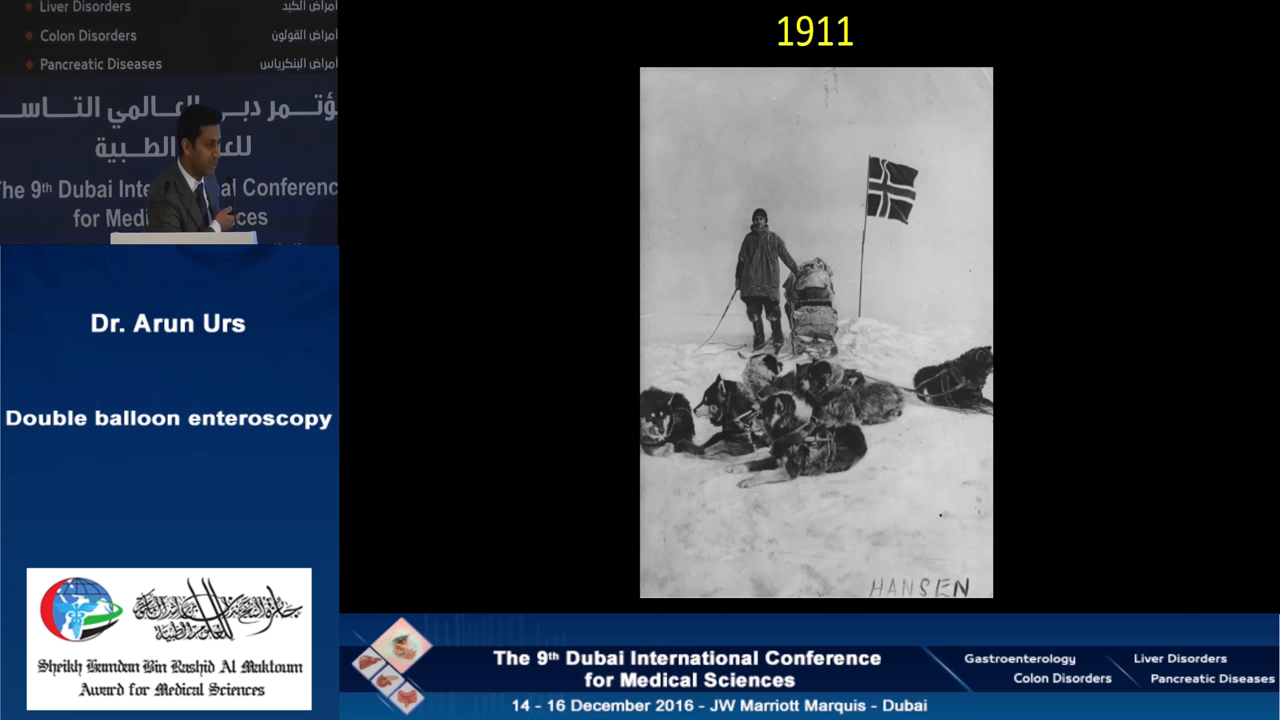 Liver Disorders
أمراض الكبد
Colon Disorders
أمراض القولون
Pancreatic Diseases
أمراض البنكرياس
للعلوم الطبية
The 9th Dubai
Conference
for
1911
HANSEN
Dr. Arun Urs
Double balloon enteroscopy
Sheikh Hamdan Bin Rashid Al Maktoum
Award for Medical Sciences
The 9th Dubai International Conference
for Medical Sciences
14 - 16 December 2016 - JW Marriott Marquis - Dubai
Gastroenterology
Liver Disorders
Colon Disorders
Pancreatic Diseases